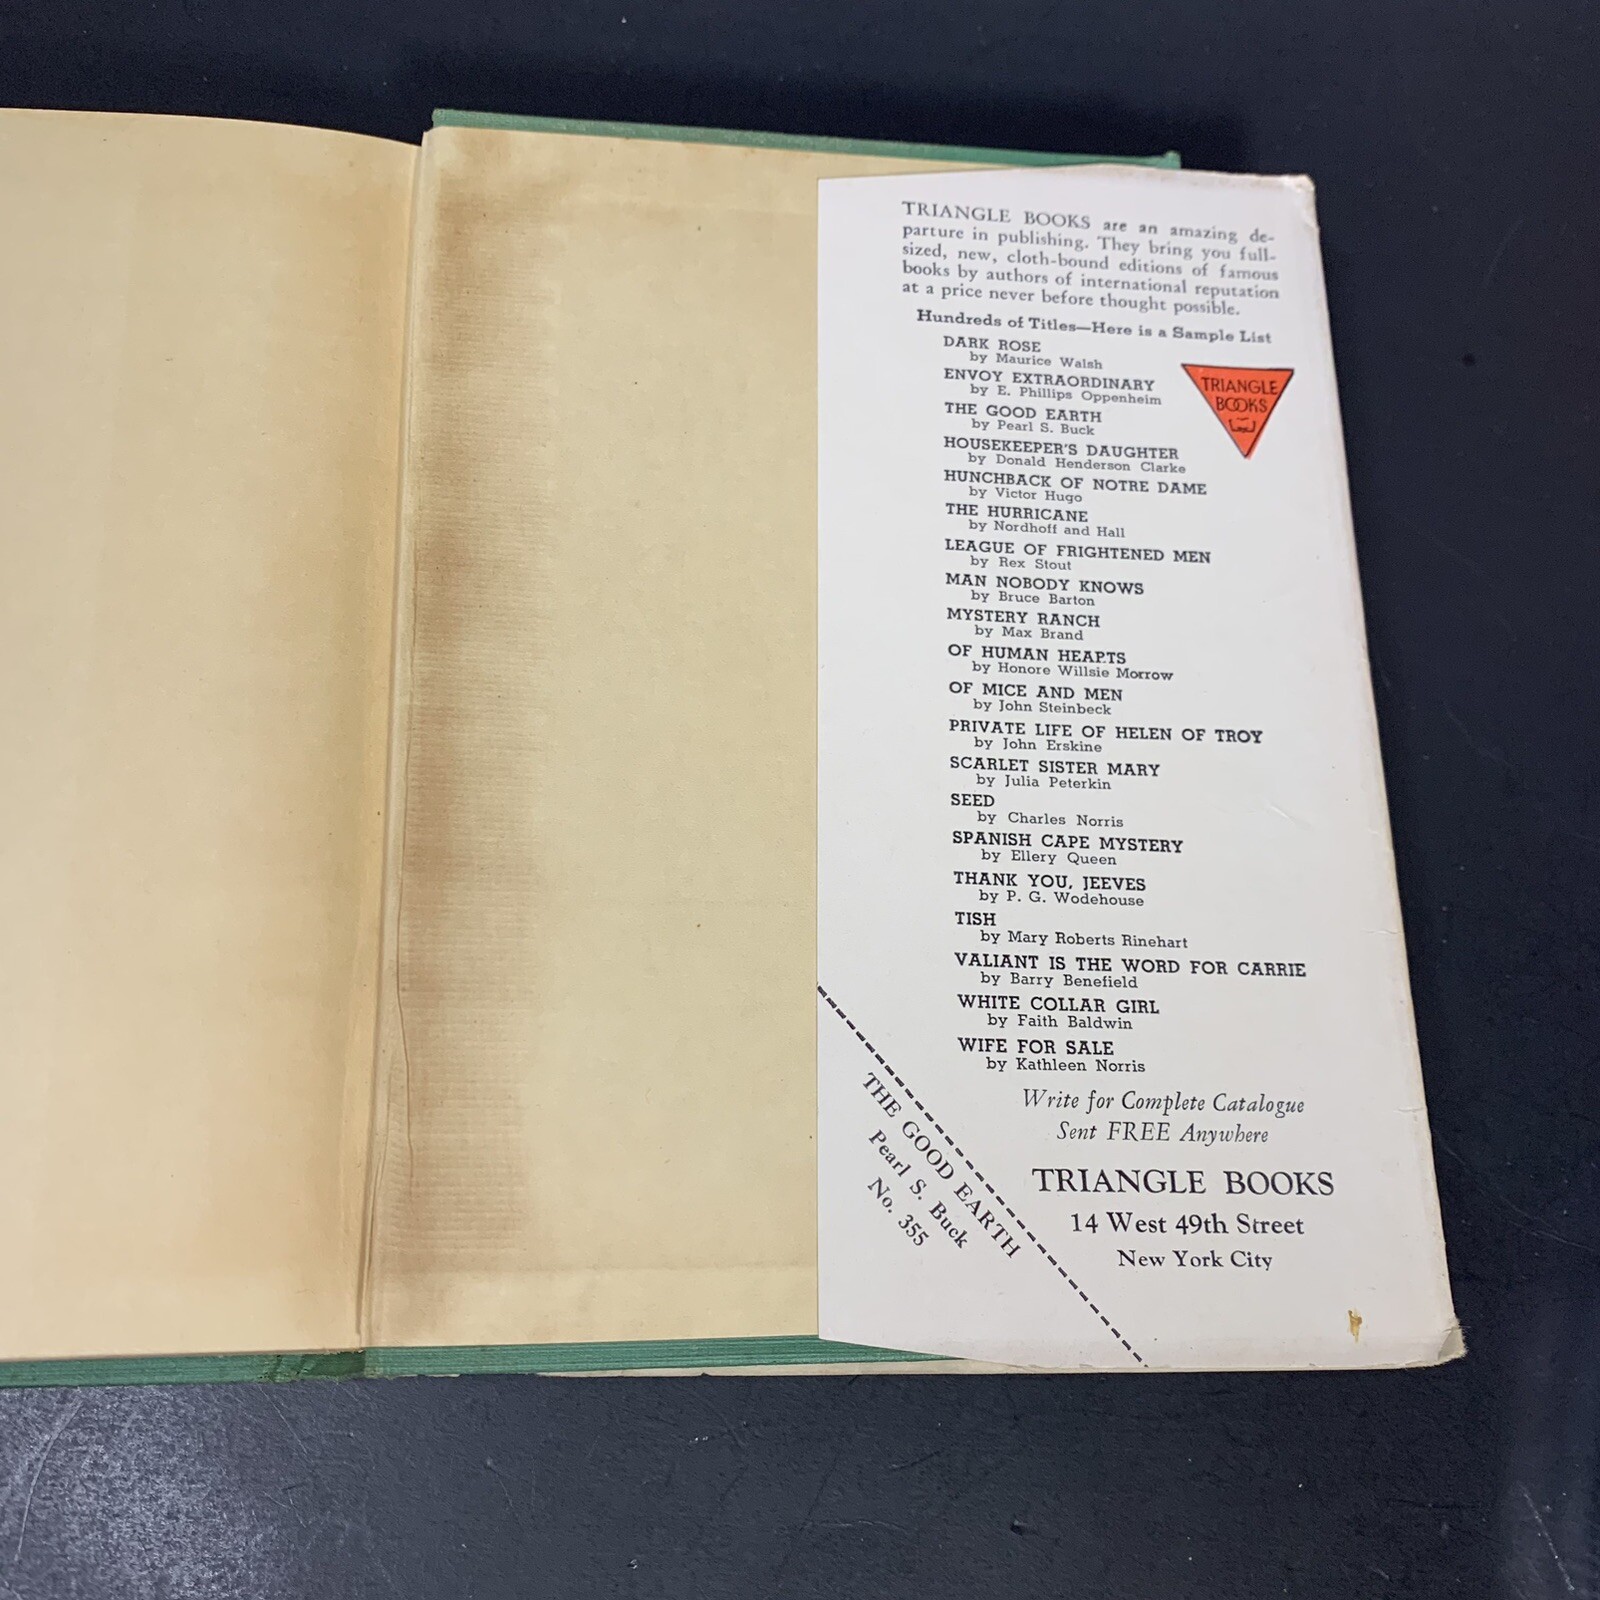 TRIANGLE BOOKS are an amazing de-
parture in publishing. They bring you full-
sized, new, cloth-bound editions of famous
books by authors of international reputation
at a price never before thought possible.
Hundreds of Titles—Here is a Sample List
DARK ROSE
by Maurice Walsh
ENVOY EXTRAORDINARY
by E. Phillips Oppenheim
THE GOOD EARTH
by Pearl S. Buck
HOUSEKEEPER'S DAUGHTER
by Donald Henderson Clarke
HUNCHBACK OF NOTRE DAME
by Victor Hugo
THE HURRICANE
by Nordhoff and Hall
LEAGUE OF FRIGHTENED MEN
by Rex Stout
MAN NOBODY KNOWS
by Bruce Barton
MYSTERY RANCH
by Max Brand
OF HUMAN HEARTS
by Honore Willsie Morrow
OF MICE AND MEN
by John Steinbeck
PRIVATE LIFE OF HELEN OF TROY
by John Erskine
SCARLET SISTER MARY
by Julia Peterkin
SEED
by Charles Norris
SPANISH CAPE MYSTERY
by Ellery Queen
THANK YOU, JEEVES
by P. G. Wodehouse
TISH
by Mary Roberts Rinehart
VALIANT IS THE WORD FOR CARRIE
by Barry Benefield
WHITE COLLAR GIRL
by Faith Baldwin
WIFE FOR SALE
by Kathleen Norris
TRIANGLE
BOOKS
Write for Complete Catalogue
Sent FREE Anywhere
TRIANGLE BOOKS
14 West 49th Street
New York City
THE GOOD EARTH
Pearl S. Buck
No. 355